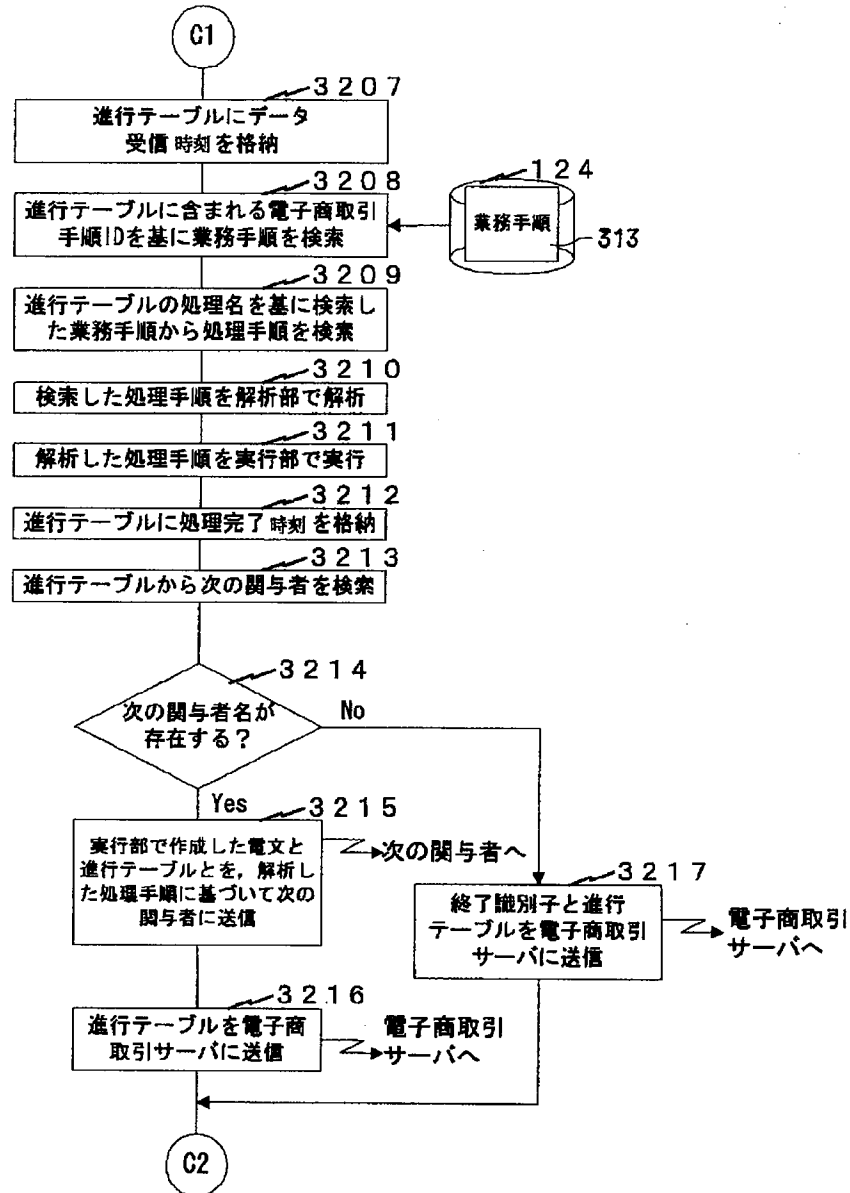 C1
3207
進行テーブルにデータ
受信時刻を格納
3208
進行テーブルに含まれる電子商取引
手順IDを基に業務手順を検索
124
業務手順
313
3209
進行テーブルの処理名を基に検索し
た業務手順から処理手順を検索
3210
検索した処理手順を解析部で解析
3211
解析した処理手順を実行部で実行
3212
進行テーブルに処理完了時刻を格納
3213
進行テーブルから次の関与者を検索
3214
次の関与者名が
存在する?
No
Yes
3215
実行部で作成した電文と
進行テーブルとを,解析し
た処理手順に基づいて次の
関与者に送信
次の関与者へ
3217
終了識別子と進行
テーブルを電子商取引
サーバに送信
電子商取引
サーバへ
3216
進行テーブルを電子商
取引サーバに送信
電子商取引
サーバへ
C2